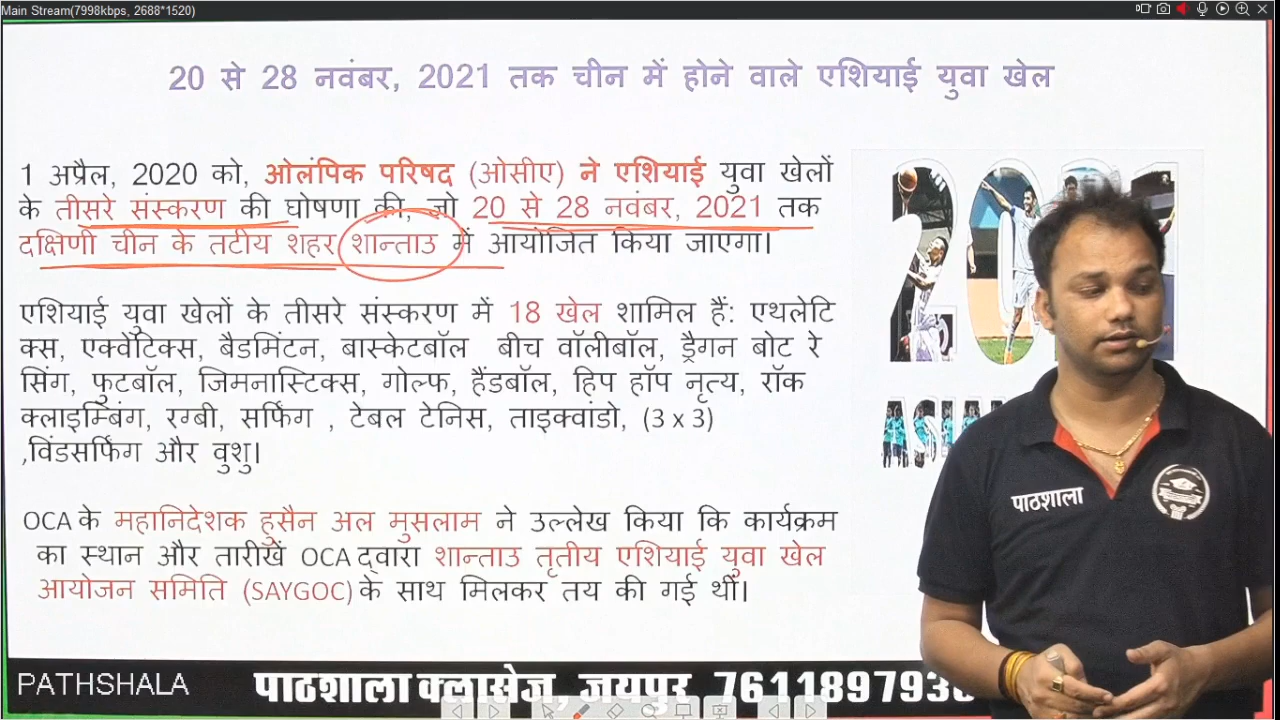 Main Stream(7998kbps, 2688*1520)
20 से 28 नवंबर, 2021 तक चीन में होने वाले एशियाई युवा खेल
1 अप्रैल, 2020 को, ओलंपिक परिषद (ओसीए) ने एशियाई युवा खेलों
के तीसरे संस्करण की घोषणा की, जो 20 से 28 नवंबर, 2021 तक
दक्षिणी चीन के तटीय शहर शान्ताउ में आयोजित किया जाएगा।
एशियाई युवा खेलों के तीसरे संस्करण में 18 खेल शामिल हैं: एथलेटि
क्स, एक्वैटिक्स, बैडमिंटन, बास्केटबॉल बीच वॉलीबॉल, ड्रैगन बोट रे
सिंग, फुटबॉल, जिमनास्टिक्स, गोल्फ, हैंडबॉल, हिप हॉप नृत्य, रॉक
क्लाइम्बिंग, रग्बी, सर्फिंग , टेबल टेनिस, ताइक्वांडो, (3 x 3)
,विंडसर्फिंग और वुशु।
OCA के महानिदेशक हुसैन अल मुसलाम ने उल्लेख किया कि कार्यक्रम
का स्थान और तारीखें OCA द्वारा शान्ताउ तृतीय एशियाई युवा खेल
आयोजन समिति (SAYGOC) के साथ मिलकर तय की गई थीं।
पाठशाला
PATHSHALA पाठशाला क्लासेज, जयपुर